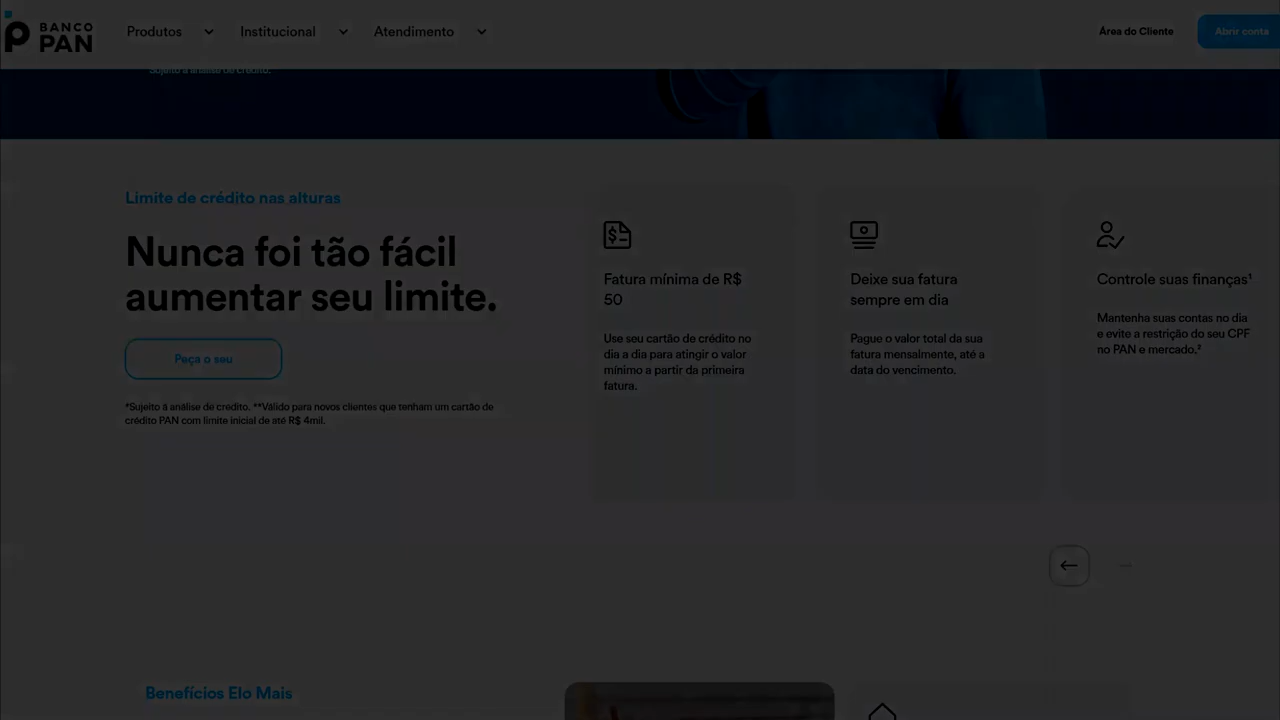 BANCO
PAN
Produtos
Institucional
Atendimento
Área do Cliente
Abrir conta
Sujeito a análise de crédito.
Limite de crédito nas alturas
Nunca foi tão fácil
aumentar seu limite.
Peça o seu
*Sujeito à análise de crédito. **Válido para novos clientes que tenham um cartão de
crédito PAN com limite inicial de até R$ 4mil.
Fatura mínima de R$
50
Use seu cartão de crédito no
dia a dia para atingir o valor
mínimo a partir da primeira
fatura.
Deixe sua fatura
sempre em dia
Pague o valor total da sua
fatura mensalmente, até a
data do vencimento.
Controle suas finanças¹
Mantenha suas contas no dia
e evite a restrição do seu CPF
no PAN e mercado.²
Benefícios Elo Mais